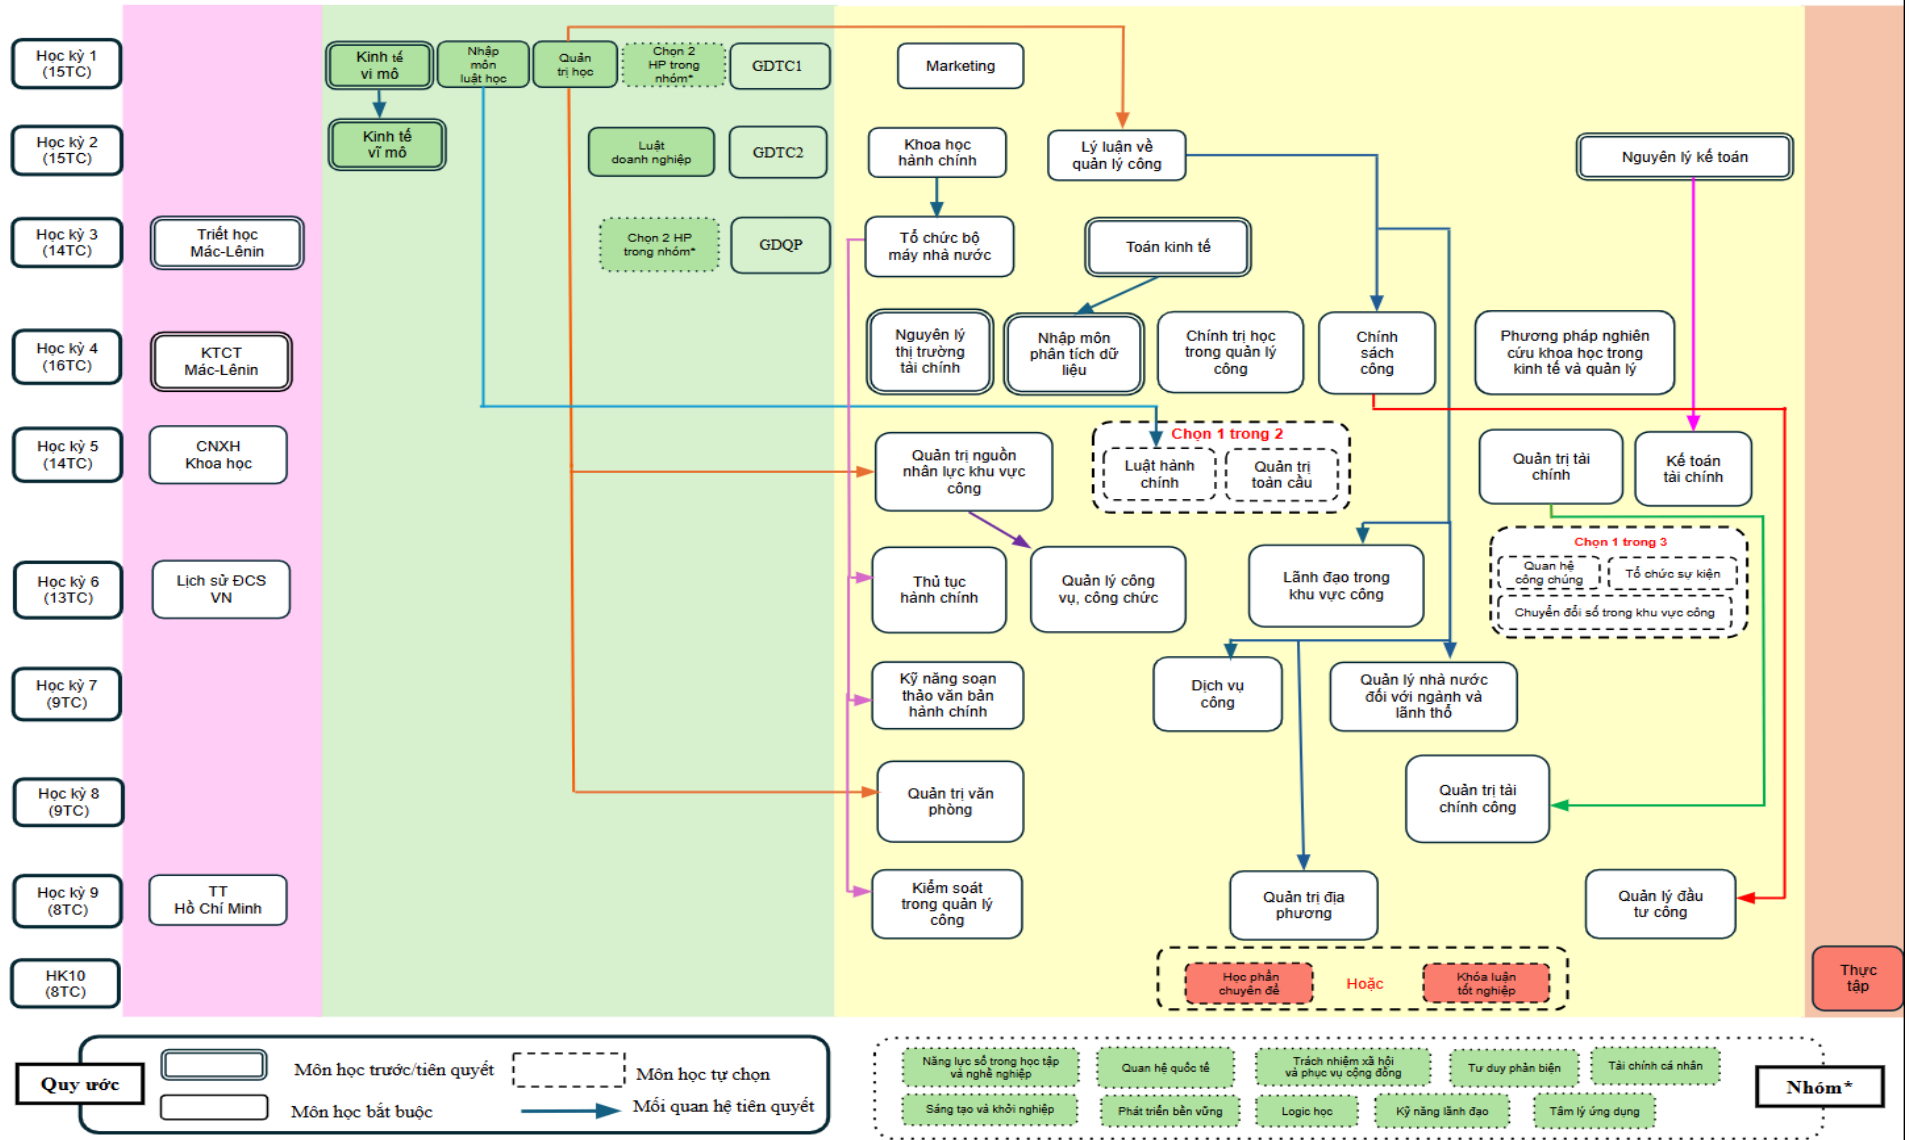 Học kỳ 1
(15TC)
Kinh tế
vi mô
Nhập
môn
luật học
Quản
trị học
Chọn 2
HP trong
nhóm*
GDTC1
Marketing
Học kỳ 2
(15TC)
Kinh tế
vĩ mô
Luật
doanh nghiệp
GDTC2
Khoa học
hành chính
Lý luận về
quản lý công
Nguyên lý kế toán
Học kỳ 3
(14TC)
Triết học
Mác-Lênin
Chọn 2 HP
trong nhóm*
GDQP
Tổ chức bộ
máy nhà nước
Toán kinh tế
Học kỳ 4
(16TC)
KTCT
Mác-Lênin
Nguyên lý
thị trường
tài chính
Nhập môn
phân tích dữ
liệu
Chính trị học
trong quản lý
công
Chính
sách
công
Phương pháp nghiên
cứu khoa học trong
kinh tế và quản lý
Học kỳ 5
(14TC)
CNXH
Khoa học
Quản trị nguồn
nhân lực khu vực
công
Chọn 1 trong 2
Luật hành
chính
Quản trị
toàn cầu
Quản trị tài
chính
Kế toán
tài chính
Học kỳ 6
(13TC)
Lịch sử ĐCS
VN
Thủ tục
hành chính
Quản lý công
vụ, công chức
Lãnh đạo trong
khu vực công
Chọn 1 trong 3
Quan hệ
công chúng
Tổ chức sự kiện
Chuyển đổi số trong khu vực công
Học kỳ 7
(9TC)
Kỹ năng soạn
thảo văn bản
hành chính
Dịch vụ
công
Quản lý nhà nước
đối với ngành và
lãnh thổ
Học kỳ 8
(9TC)
Quản trị văn
phòng
Quản trị tài
chính công
Học kỳ 9
(8TC)
TT
Hồ Chí Minh
Kiểm soát
trong quản lý
công
Quản trị địa
phương
Quản lý đầu
tư công
HK10
(8TC)
Học phần
chuyên đề
Hoặc
Khóa luận
tốt nghiệp
Thực
tập
Quy ước
Môn học trước/tiên quyết
Môn học tự chọn
Môn học bắt buộc
Mối quan hệ tiên quyết
Năng lực số trong học tập
và nghề nghiệp
Quan hệ quốc tế
Trách nhiệm xã hội
và phục vụ cộng đồng
Tư duy phản biện
Tài chính cá nhân
Sáng tạo và khởi nghiệp
Phát triển bền vững
Logic học
Kỹ năng lãnh đạo
Tâm lý ứng dụng
Nhóm*